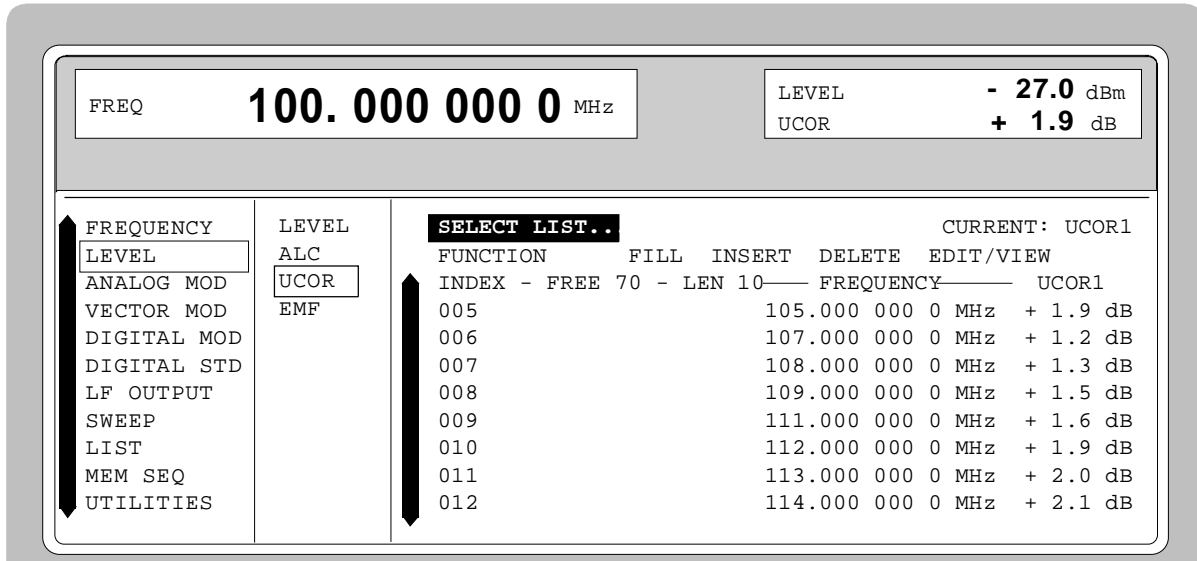 FREQ 100. 000 000 0 MHz
LEVEL - 27.0 dBm
UCOR + 1.9 dB
FREQUENCY
LEVEL
ANALOG MOD
VECTOR MOD
DIGITAL MOD
DIGITAL STD
LF OUTPUT
SWEEP
LIST
MEM SEQ
UTILITIES
LEVEL
ALC
UCOR
EMF
SELECT LIST.. CURRENT: UCOR1
FUNCTION FILL INSERT DELETE EDIT/VIEW
INDEX - FREE 70 - LEN 10 FREQUENCY UCOR1
005 105.000 000 0 MHz + 1.9 dB
006 107.000 000 0 MHz + 1.2 dB
007 108.000 000 0 MHz + 1.3 dB
008 109.000 000 0 MHz + 1.5 dB
009 111.000 000 0 MHz + 1.6 dB
010 112.000 000 0 MHz + 1.9 dB
011 113.000 000 0 MHz + 2.0 dB
012 114.000 000 0 MHz + 2.1 dB